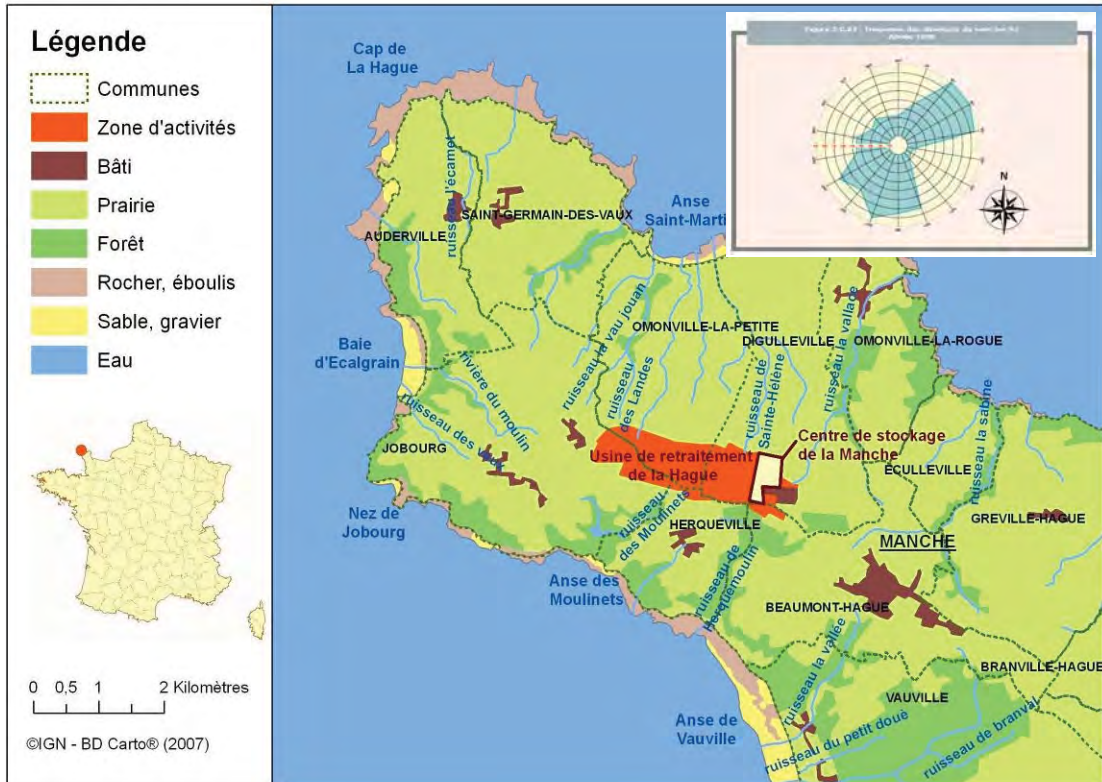 Légende
Communes
Zone d'activités
Bâti
Prairie
Forêt
Rocher, éboulis
Sable, gravier
Eau
0 0,5 1 2 Kilomètres
©IGN - BD Carto® (2007)
Cap de
La Hague
ruisseau l'écamet
SAINT-GERMAIN-DES-VAUX
Anse
Saint-Marti
AUDERVILLE
N
Baie
d'Ecalgrain
rivière du moulin
ruisseau des
JOBOURG
Nez de
Jobourg
ruisseau la vau jouan
ruisseau
des Landes
OMONVILLE-LA-PETITE
DIGULLEVILLE
ruisseau de
Sainte-Hélène
ruisseau la vallace
OMONVILLE-LA-ROGUE
ruisseau la sabine
Usine de retraitement
de la Hague
Centre de stockage
de la Manche
ÉCULLEVILLE
GREVILLE-HAGUE
ruisseau
des Moulinets
HERQUEVILLE
MANCHE
Anse des
Moulinets
ruisseau de
Herquemoulin
BEAUMONT-HAGUE
ruisseau la vallée
BRANVILLE-HAGUE
VAUVILLE
Anse de
Vauville
ruisseau du petit douè
ruisseau de branval